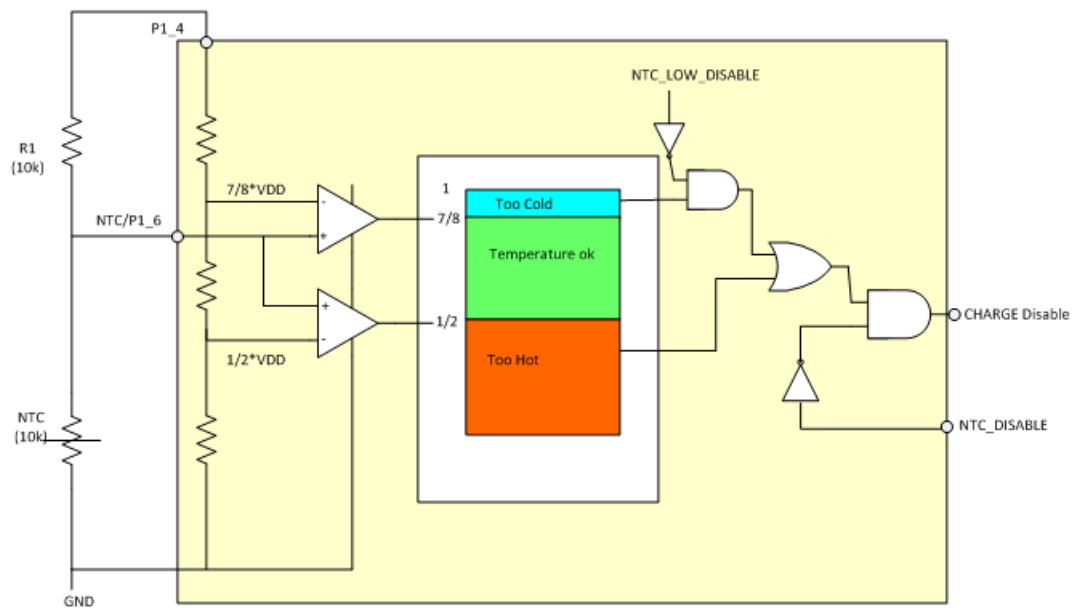 P1_4
NTC_LOW_DISABLE
R1
(10k)
7/8*VDD
-
+
1
7/8
Too Cold
NTC/P1_6
Temperature ok
+
-
1/2
1/2*VDD
Too Hot
CHARGE Disable
NTC
(10k)
NTC_DISABLE
GND